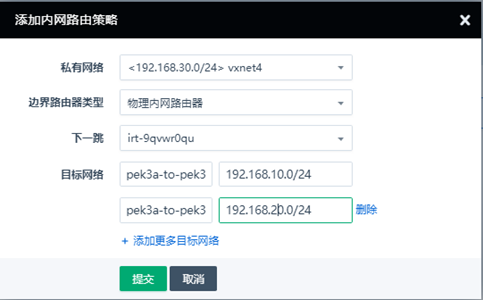 添加内网路由策略 ×
私有网络 <192.168.30.0/24> vxnet4
边界路由器类型 物理内网路由器
下一跳 irt-9qvwr0qu
目标网络 pek3a-to-pek3 192.168.10.0/24
pek3a-to-pek3 192.168.20.0/24 删除
+ 添加更多目标网络
提交 取消